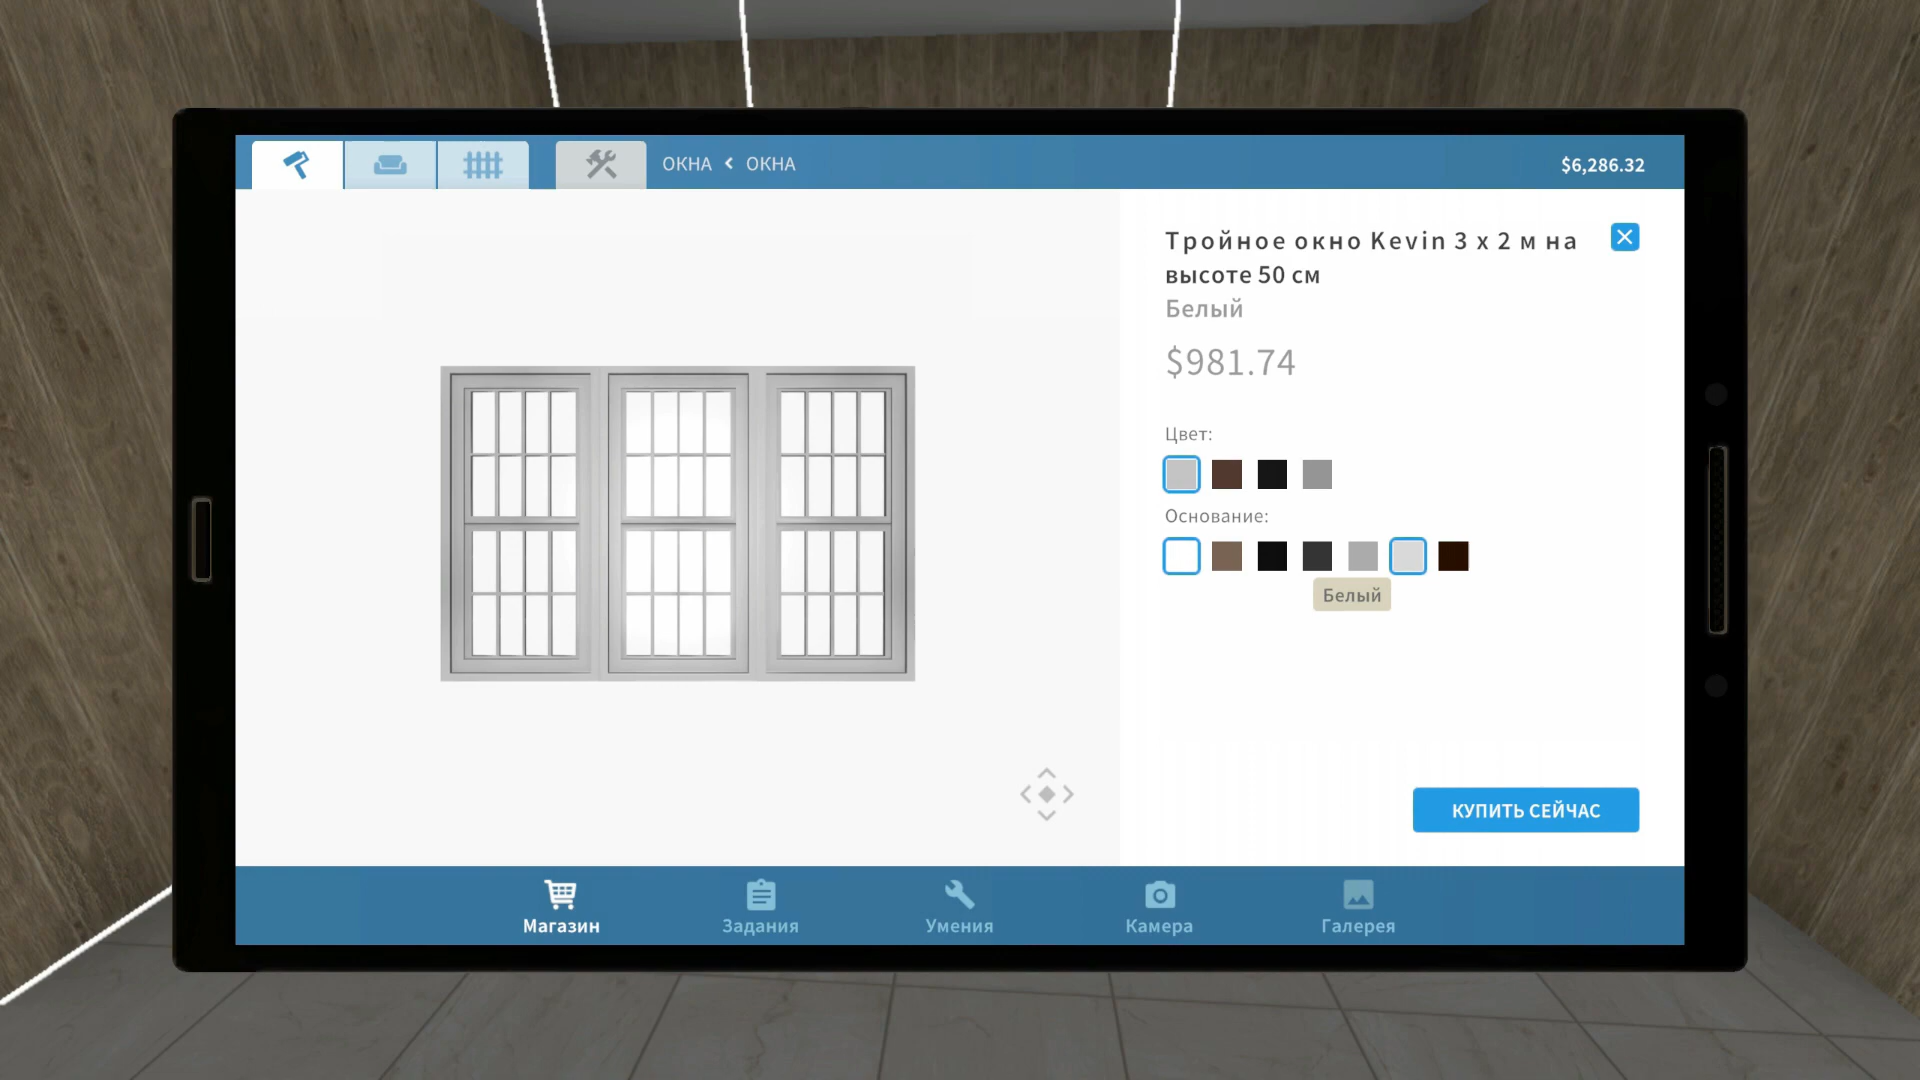 ОКНА < ОКНА
$6,286.32
Тройное окно Kevin 3 x 2 м на
высоте 50 см
Белый
$981.74
Цвет:
Основание:
Белый
КУПИТЬ СЕЙЧАС
Магазин
Задания
Умения
Камера
Галерея